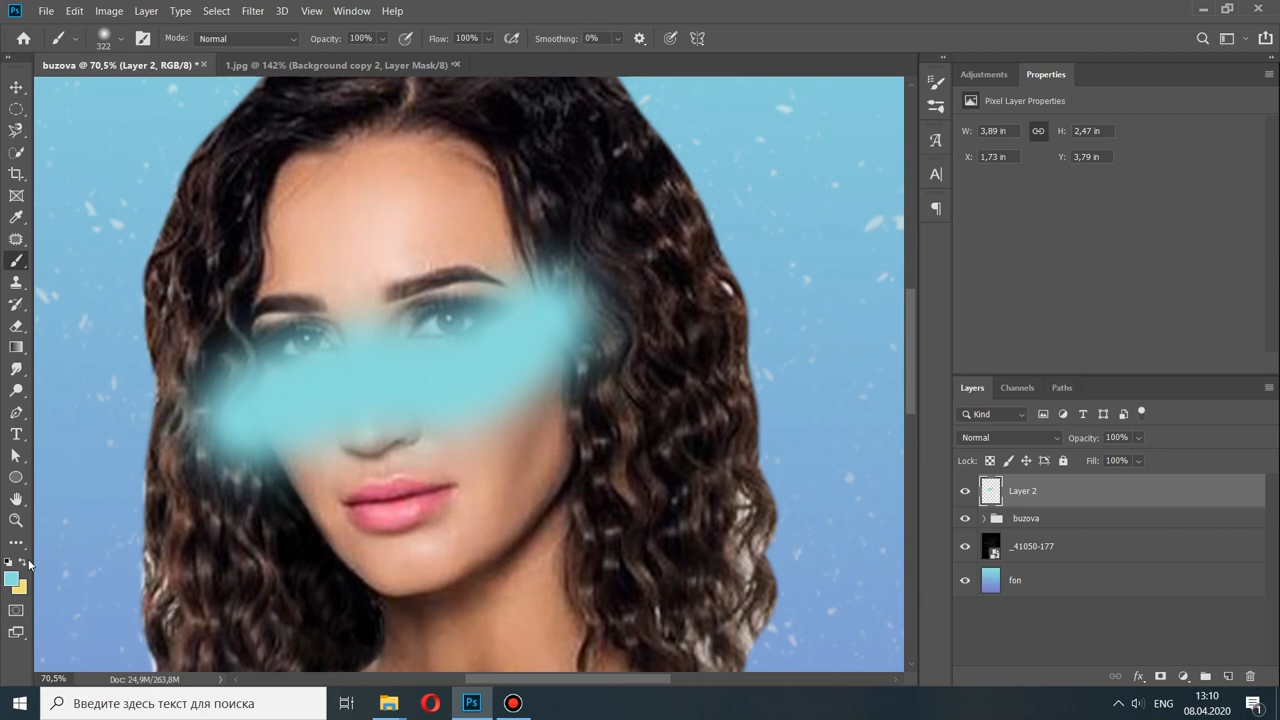 Ps File Edit Image Layer Type Select Filter 3D View Window Help
322 Mode: Normal Opacity: 100% Flow: 100% Smoothing: 0%
buzova @ 70,5% (Layer 2, RGB/8) * × 1.jpg @ 142% (Background copy 2, Layer Mask/8) * ×
Adjustments Properties
Pixel Layer Properties
W: 3,89 in H: 2,47 in
X: 1,73 in Y: 3,79 in
Layers Channels Paths
Kind
Normal Opacity: 100%
Lock: Fill: 100%
Layer 2
buzova
_41050-177
fon
70,5% Doc: 24,9M/263,8M
Введите здесь текст для поиска
Ps
ENG
13:10
08.04.2020
1